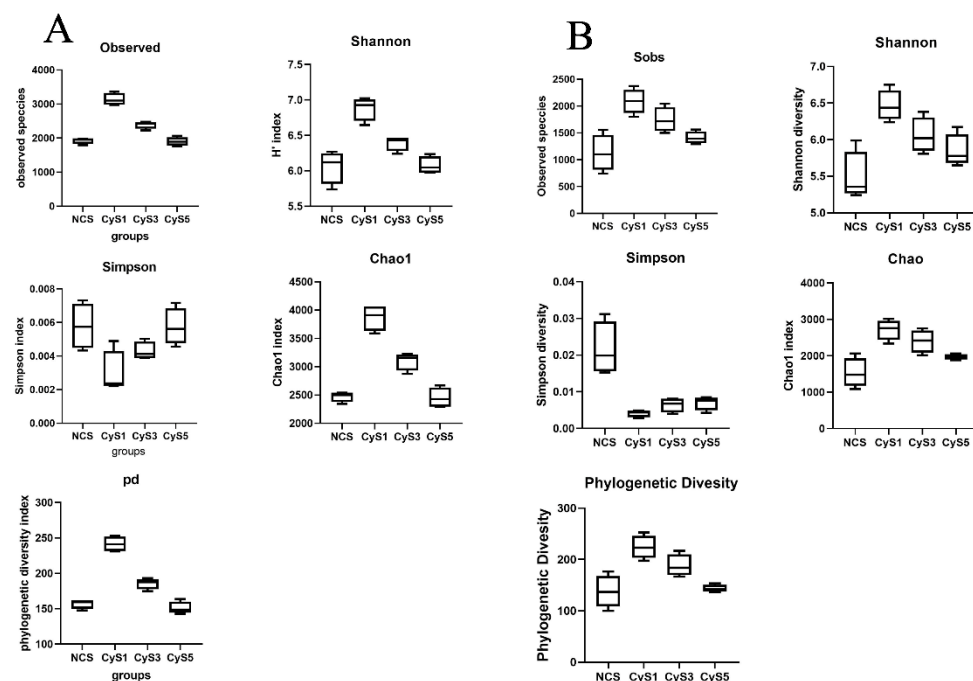 A
Observed
observed speccies
4000
3000
2000
1000
0
NCS CyS1 CyS3 CyS5
groups
Shannon
H' index
7.5
7.0
6.5
6.0
5.5
NCS CyS1 CyS3 CyS5
Simpson
Simpson index
0.008
0.006
0.004
0.002
0.000
NCS CyS1 CyS3 CyS5
groups
Chao1
Chao1 index
4500
4000
3500
3000
2500
2000
NCS CyS1 CyS3 CyS5
pd
phylogenetic diversity index
300
250
200
150
100
NCS CyS1 CyS3 CyS5
groups
B
Sobs
Observed speccies
2500
2000
1500
1000
500
0
NCS CyS1 CyS3 CyS5
Shannon
Shannon diversity
7.0
6.5
6.0
5.5
5.0
NCS CyS1 CyS3 CyS5
Simpson
Simpson diversity
0.04
0.03
0.02
0.01
0.00
NCS CyS1 CyS3 CyS5
Chao
Chao1 index
4000
3000
2000
1000
0
NCS CyS1 CyS3 CyS5
Phylogenetic Divesity
Phylogenetic Divesity
300
200
100
0
NCS CyS1 CyS3 CyS5